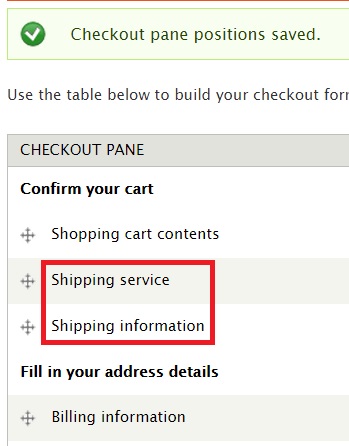 Checkout pane positions saved.
Use the table below to build your checkout
CHECKOUT PANE
Confirm your cart
Shopping cart contents
Shipping service
Shipping information
Fill in your address details
Billing information